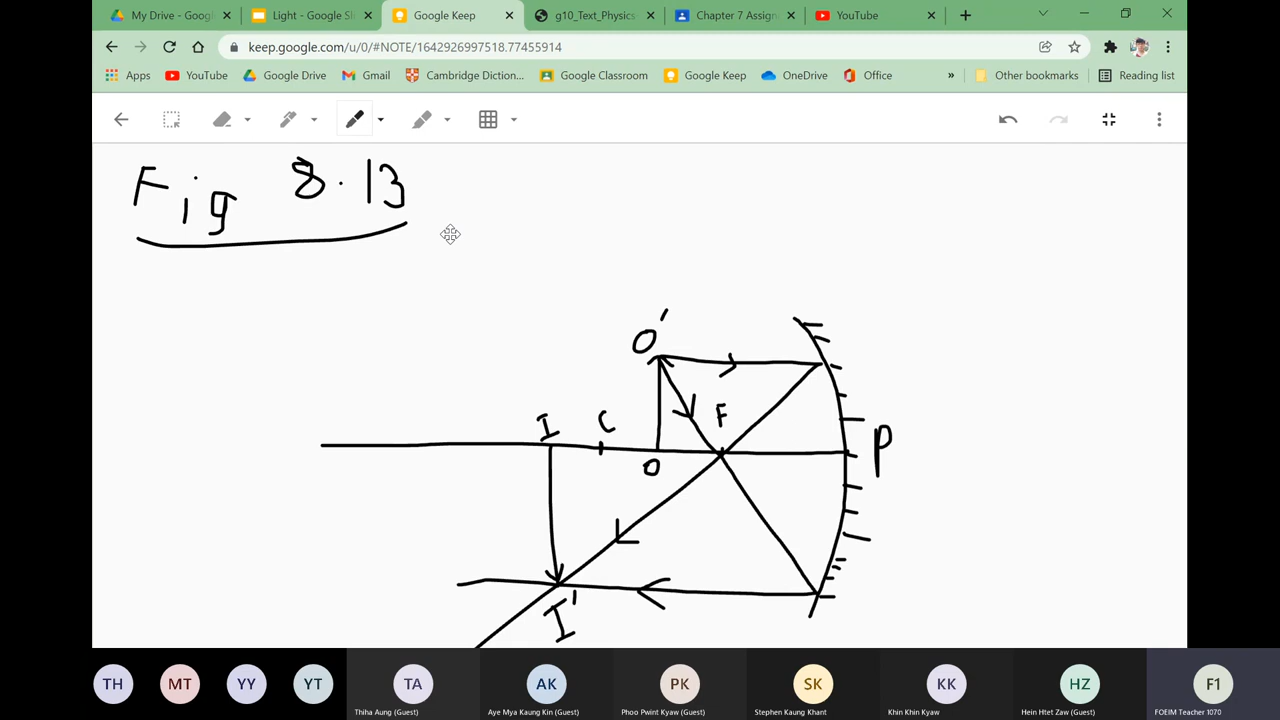 My Drive - Google
Light - Google Sl
Google Keep
g10_Text_Physics
Chapter 7 Assign
YouTube
keep.google.com/u/0/#NOTE/1642926997518.77455914
Apps
YouTube
Google Drive
Gmail
Cambridge Diction...
Google Classroom
Google Keep
OneDrive
Office
»
Other bookmarks
Reading list
Fig 8.13
O'
I
C
F
P
O
I'
TH
MT
YY
YT
TA
AK
PK
SK
KK
HZ
F1
Thiha Aung (Guest)
Aye Mya Kaung Kin (Guest)
Phoo Pwint Kyaw (Guest)
Stephen Kaung Khant
Khin Khin Kyaw
Hein Htet Zaw (Guest)
FOEIM Teacher 1070